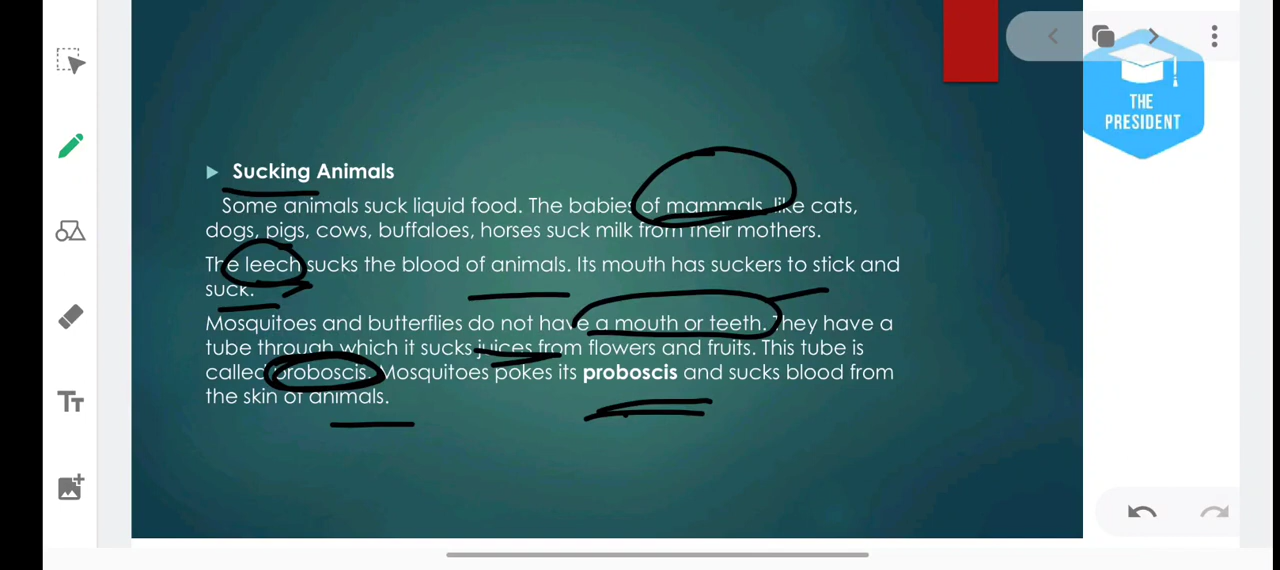 THE
PRESIDENT
Sucking Animals
Some animals suck liquid food. The babies of mammals, like cats,
dogs, pigs, cows, buffaloes, horses suck milk from their mothers.
The leech sucks the blood of animals. Its mouth has suckers to stick and
suck.
Mosquitoes and butterflies do not have a mouth or teeth. They have a
tube through which it sucks juices from flowers and fruits. This tube is
called proboscis. Mosquitoes pokes its proboscis and sucks blood from
the skin of animals.
Tт